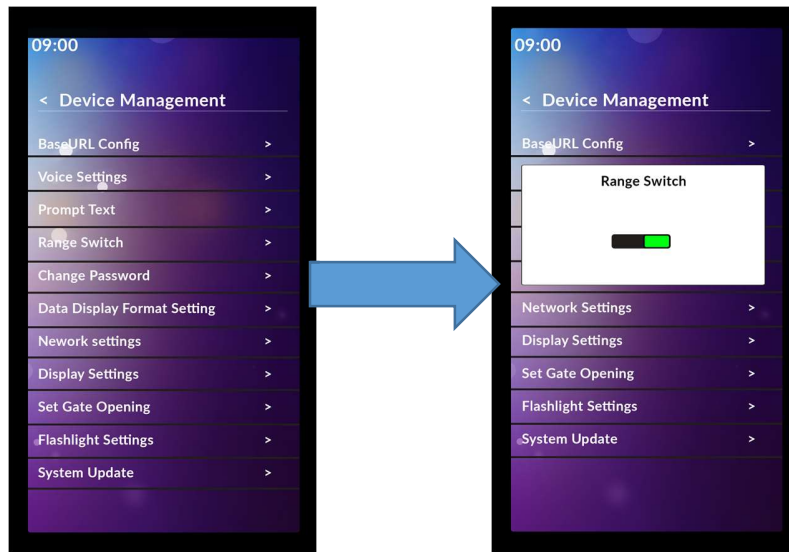 09:00
< Device Management
BaseURL Config >
Voice Settings >
Prompt Text >
Range Switch >
Change Password >
Data Display Format Setting >
Nework settings >
Display Settings >
Set Gate Opening >
Flashlight Settings >
System Update >
09:00
< Device Management
BaseURL Config >
Range Switch
Network Settings >
Display Settings >
Set Gate Opening >
Flashlight Settings >
System Update >